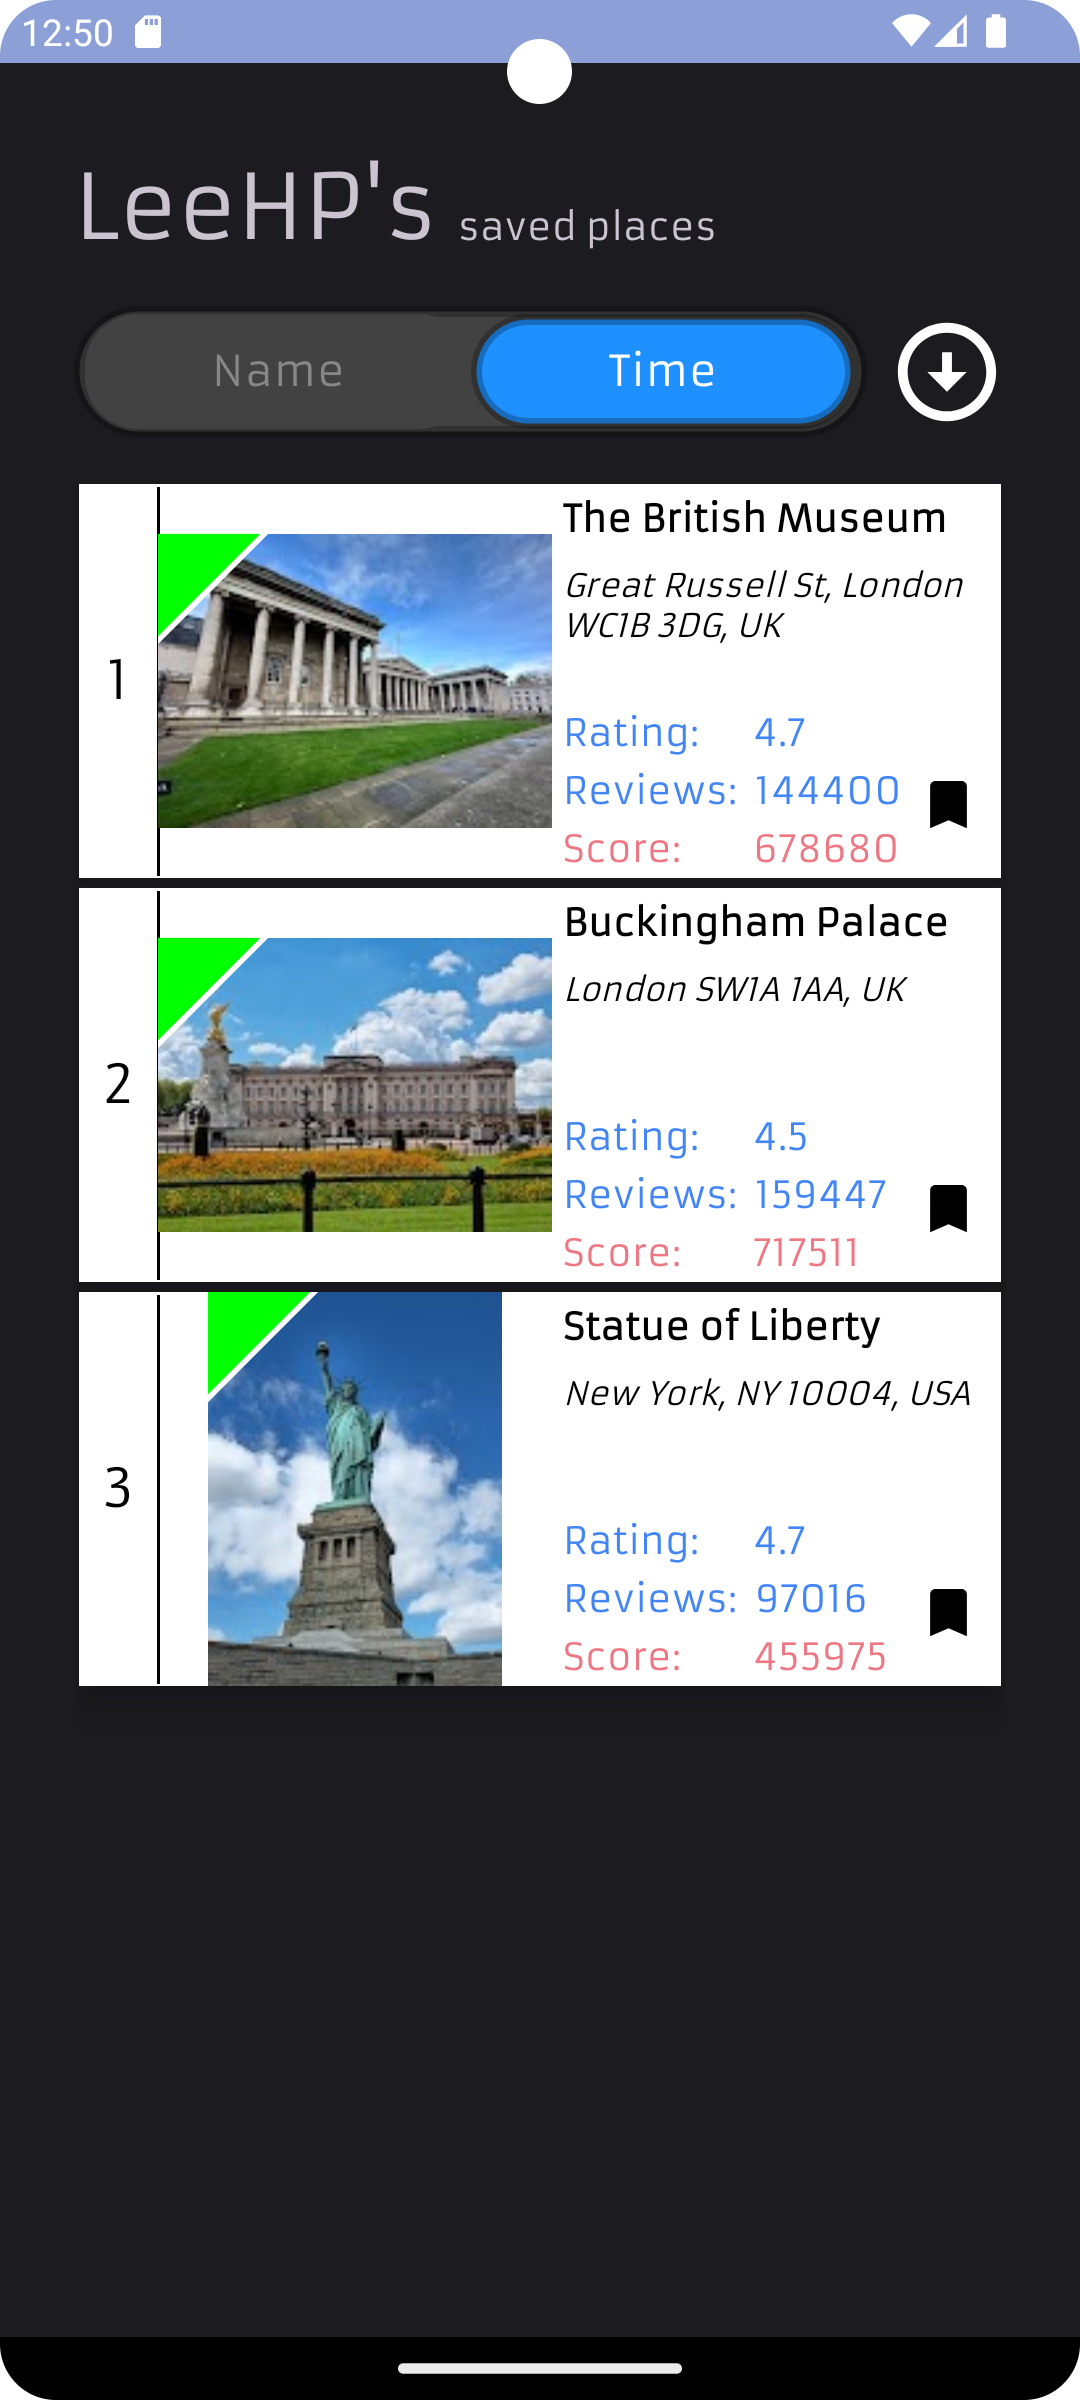 12:50
LeeHP's saved places
Name Time
1
The British Museum
Great Russell St, London
WC1B 3DG, UK
Rating: 4.7
Reviews: 144400
Score: 678680
2
Buckingham Palace
London SW1A 1AA, UK
Rating: 4.5
Reviews: 159447
Score: 717511
3
Statue of Liberty
New York, NY 10004, USA
Rating: 4.7
Reviews: 97016
Score: 455975